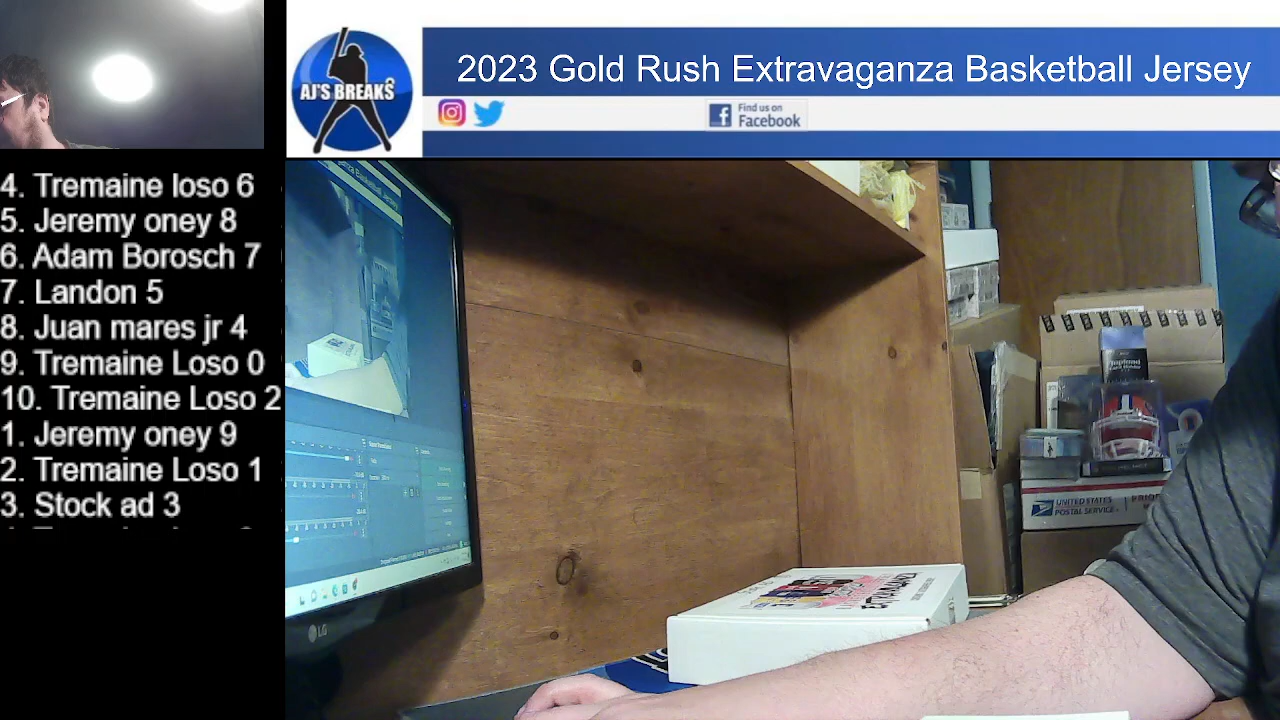 2023 Gold Rush Extravaganza Basketball Jersey
AJ'S BREAKS
Find us on
Facebook
4. Tremaine loso 6
5. Jeremy oney 8
6. Adam Borosch 7
7. Landon 5
8. Juan mares jr 4
9. Tremaine Loso 0
10. Tremaine Loso 2
1. Jeremy oney 9
2. Tremaine Loso 1
3. Stock ad 3
UNITED STATES
POSTAL SERVICE
EXTRAVAGANZA
LG